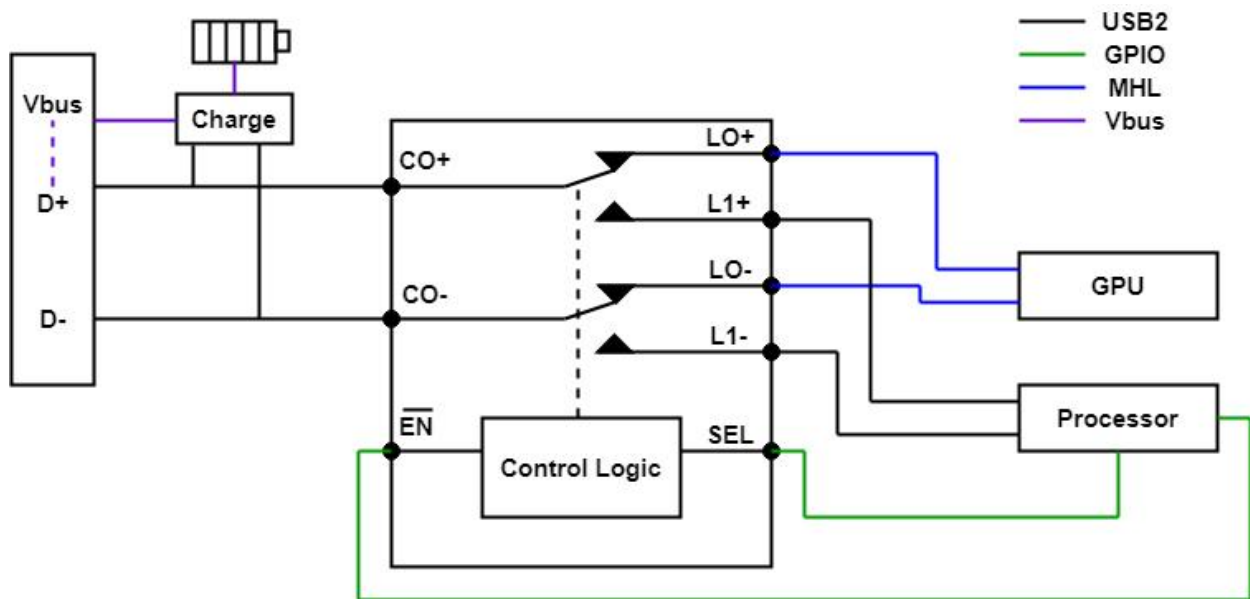 USB2
GPIO
MHL
Vbus
Vbus
Charge
D+
D-
CO+
CO-
EN
LO+
L1+
LO-
L1-
SEL
Control Logic
GPU
Processor